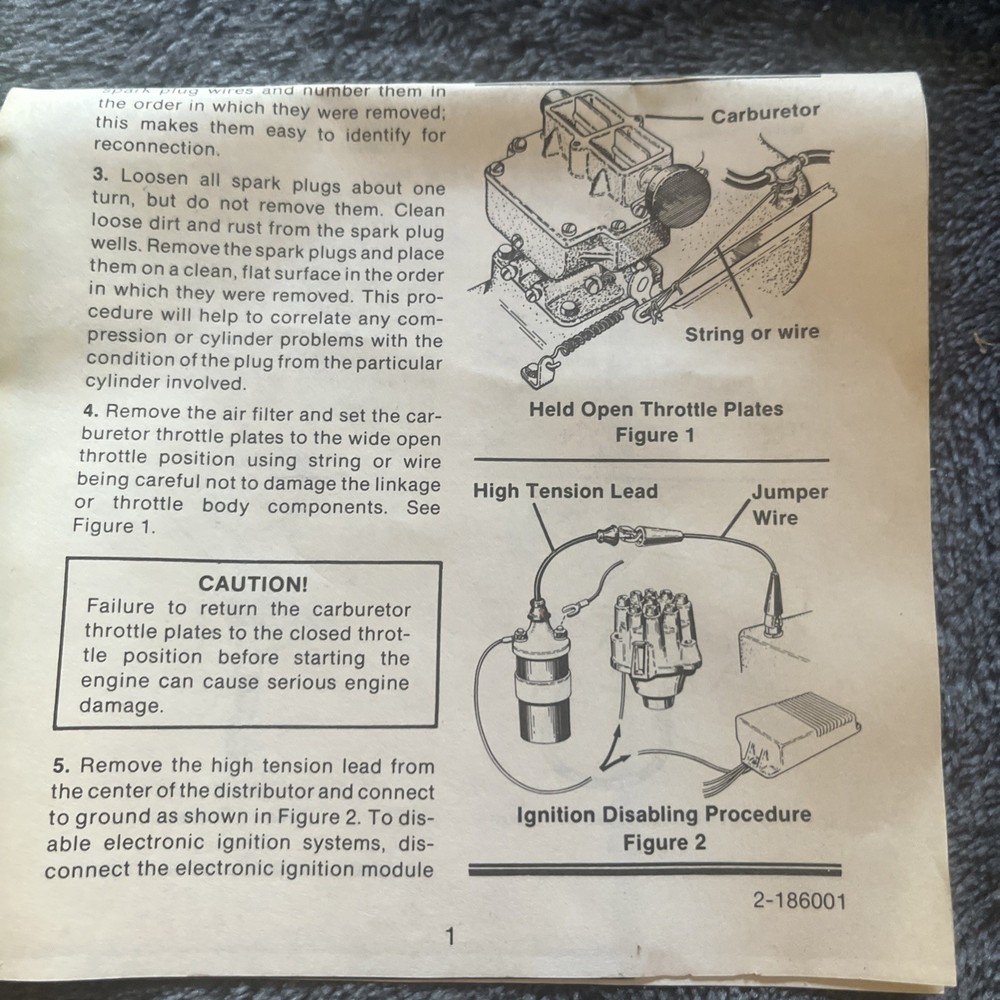 spark plug wires and number them in
the order in which they were removed;
this makes them easy to identify for
reconnection.
3. Loosen all spark plugs about one
turn, but do not remove them. Clean
loose dirt and rust from the spark plug
wells. Remove the spark plugs and place
them on a clean, flat surface in the order
in which they were removed. This pro-
cedure will help to correlate any com-
pression or cylinder problems with the
condition of the plug from the particular
cylinder involved.
4. Remove the air filter and set the car-
buretor throttle plates to the wide open
throttle position using string or wire
being careful not to damage the linkage
or throttle body components. See
Figure 1.
CAUTION!
Failure to return the carburetor
throttle plates to the closed throt-
tle position before starting the
engine can cause serious engine
damage.
5. Remove the high tension lead from
the center of the distributor and connect
to ground as shown in Figure 2. To dis-
able electronic ignition systems, dis-
connect the electronic ignition module
Carburetor
String or wire
Held Open Throttle Plates
Figure 1
High Tension Lead
Jumper
Wire
Ignition Disabling Procedure
Figure 2
2-186001
1